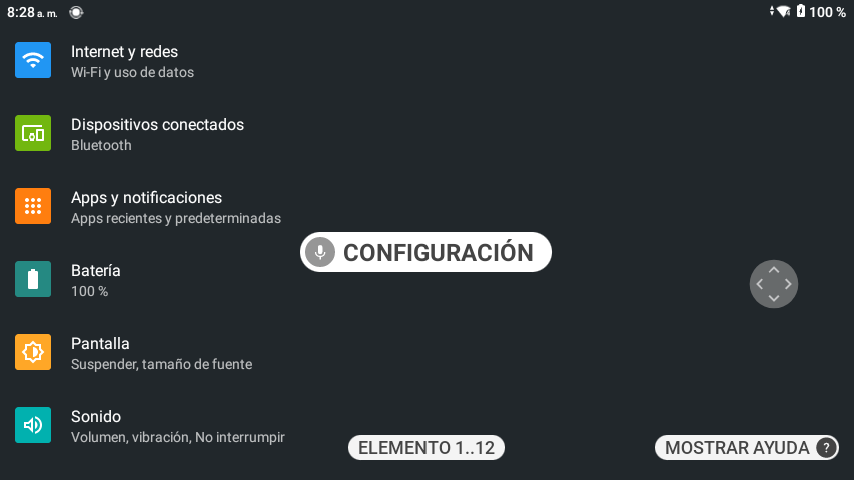 8:28 a. m.
100 %
Internet y redes
Wi-Fi y uso de datos
Dispositivos conectados
Bluetooth
Apps y notificaciones
Apps recientes y predeterminadas
CONFIGURACIÓN
Batería
100 %
Pantalla
Suspender, tamaño de fuente
Sonido
Volumen, vibración, No interrumpir
ELEMENTO 1..12
MOSTRAR AYUDA ?